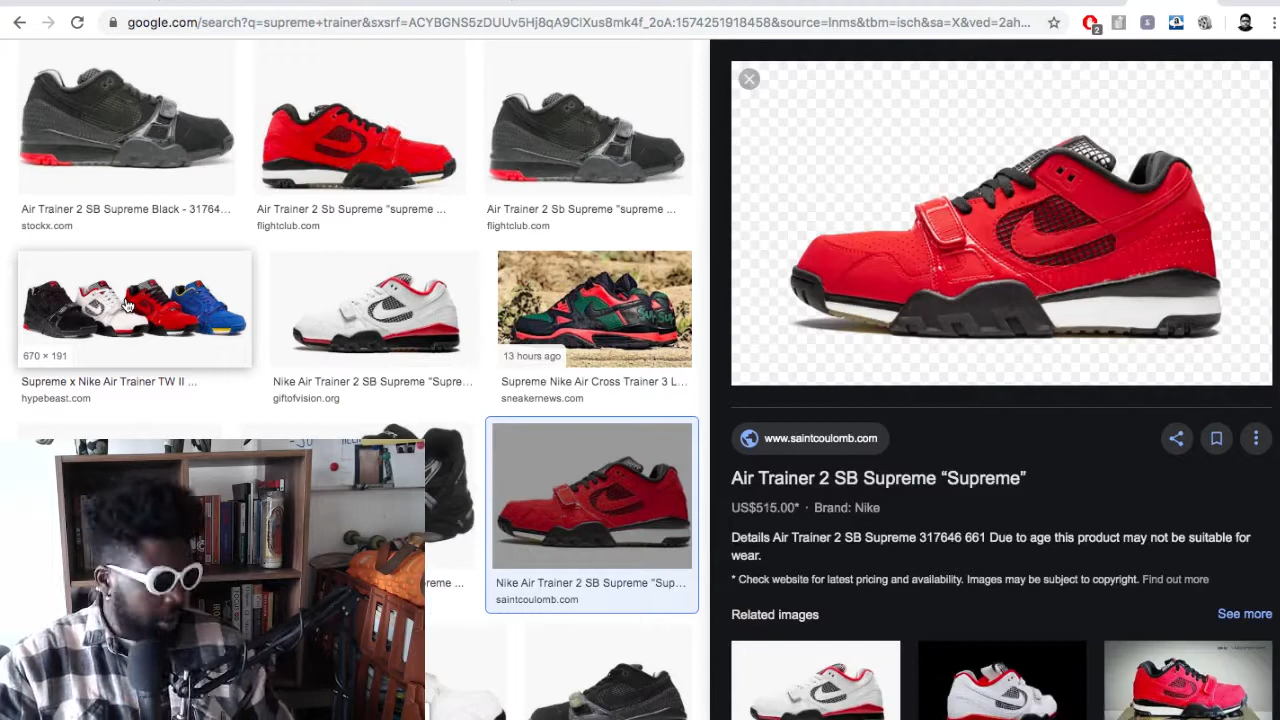 google.com/search?q=supreme+trainer&sxsrf=ACYBGNS5zDUUv5Hj8qA9ClXus8mk4f_2oA:1574251918458&source=lnms&tbm=isch&sa=X&ved=2ah...
2
Air Trainer 2 SB Supreme Black - 31764...
stockx.com
Air Trainer 2 Sb Supreme "supreme ...
flightclub.com
Air Trainer 2 Sb Supreme "supreme ...
flightclub.com
670 × 191
Supreme x Nike Air Trainer TW II ...
hypebeast.com
Nike Air Trainer 2 SB Supreme "Supre...
giftofvision.org
13 hours ago
Supreme Nike Air Cross Trainer 3 L...
sneakernews.com
reme ...
Nike Air Trainer 2 SB Supreme "Sup...
saintcoulomb.com
www.saintcoulomb.com
Air Trainer 2 SB Supreme “Supreme”
US$515.00* · Brand: Nike
Details Air Trainer 2 SB Supreme 317646 661 Due to age this product may not be suitable for
wear.
* Check website for latest pricing and availability. Images may be subject to copyright. Find out more
Related images
See more